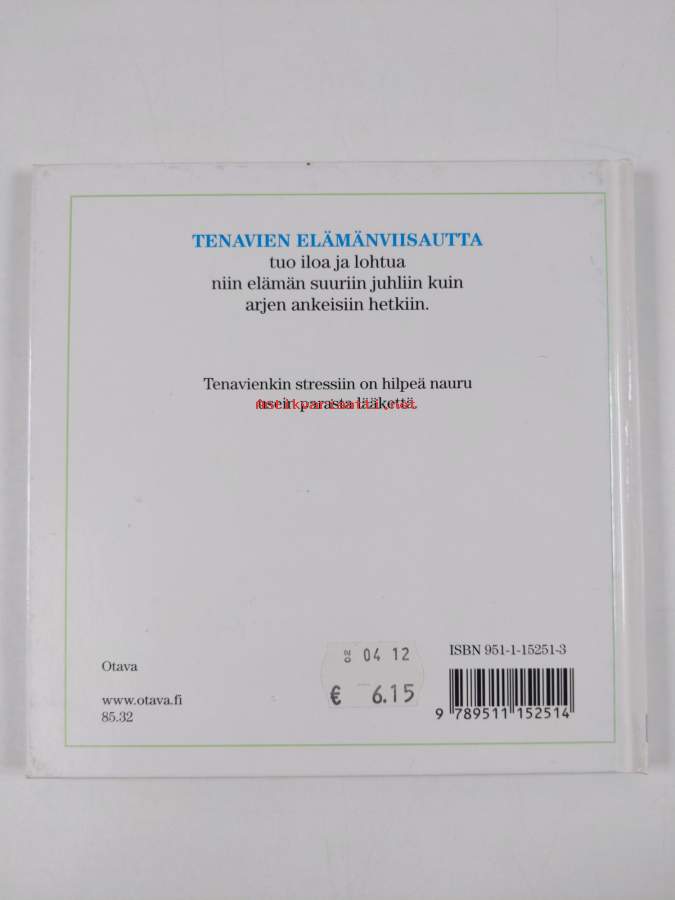 TENAVIEN ELÄMÄNVIISAUTTA
tuo iloa ja lohtua
niin elämän suuriin juhliin kuin
arjen ankeisiin hetkiin.
Tenavienkin stressiin on hilpeä nauru
usein parasta lääkettä.
Antikvariaatti.net
Otava
www.otava.fi
85.32
02 04 12
€ 6.15
ISBN 951-1-15251-3
9 789511 152514